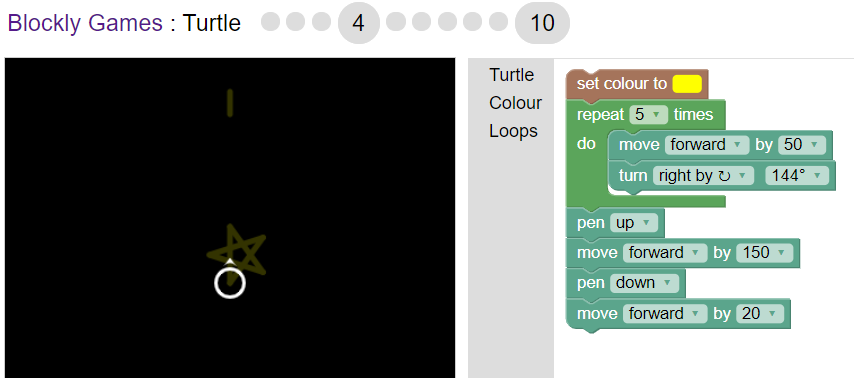 Blockly Games : Turtle 4 10
Turtle
Colour
Loops
set colour to
repeat 5 times
do move forward by 50
turn right by ↻ 144°
pen up
move forward by 150
pen down
move forward by 20